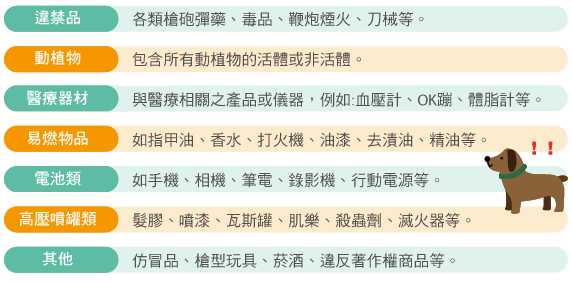 違禁品 各類槍砲彈藥、毒品、鞭炮煙火、刀械等。
動植物 包含所有動植物的活體或非活體。
醫療器材 與醫療相關之產品或儀器，例如:血壓計、OK蹦、體脂計等。
易燃物品 如指甲油、香水、打火機、油漆、去漬油、精油等。
電池類 如手機、相機、筆電、錄影機、行動電源等。
高壓噴罐類 髮膠、噴漆、瓦斯罐、肌樂、殺蟲劑、滅火器等。
其他 仿冒品、槍型玩具、菸酒、違反著作權商品等。
!!